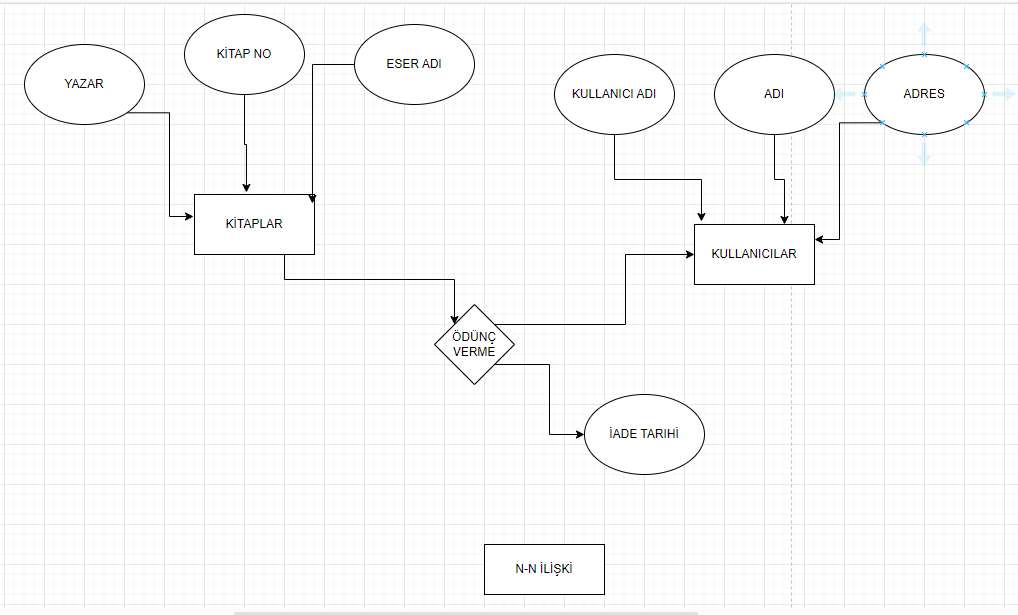 YAZAR
KİTAP NO
ESER ADI
KULLANICI ADI
ADI
ADRES
KİTAPLAR
KULLANICILAR
ÖDÜNÇ
VERME
İADE TARIHİ
N-N İLİŞKİ